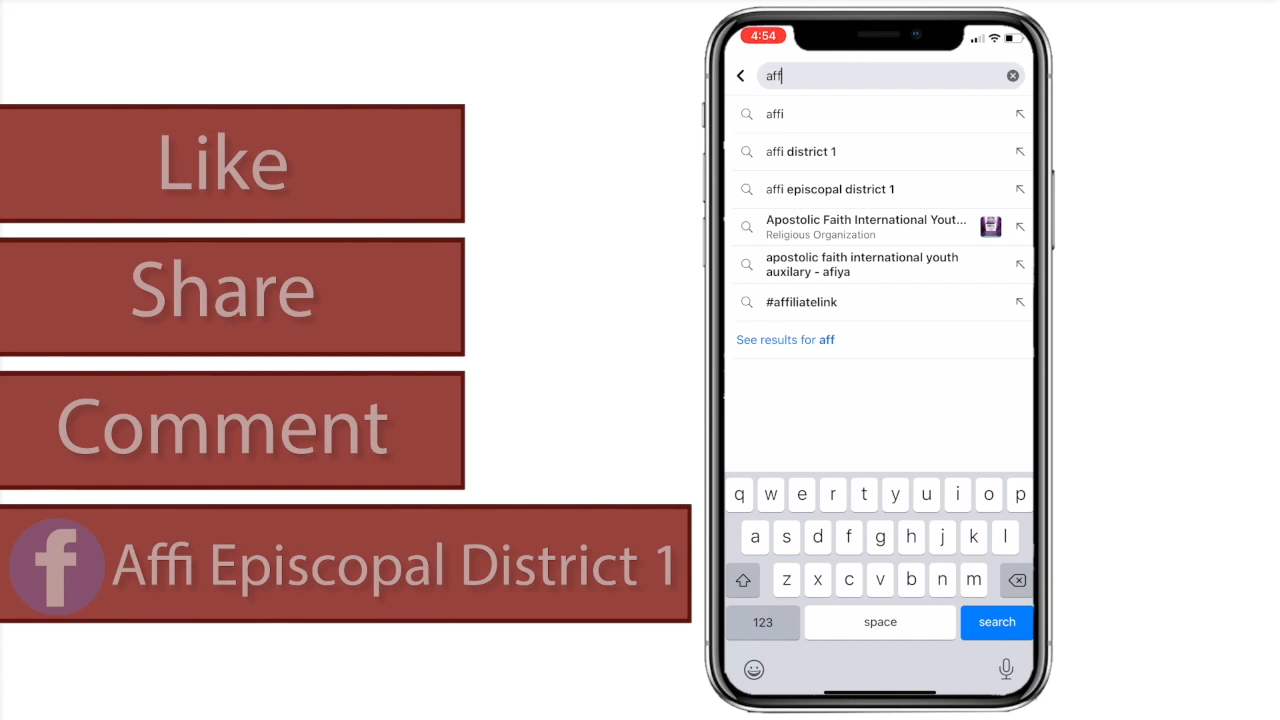 Like
Share
Comment
f Affi Episcopal District 1
4:54
aff
affi
affi district 1
affi episcopal district 1
Apostolic Faith International Yout...
Religious Organization
apostolic faith international youth
auxilary - afiya
#affiliatelink
See results for aff
q w e r t y u i o p
a s d f g h j k l
z x c v b n m
123 space search